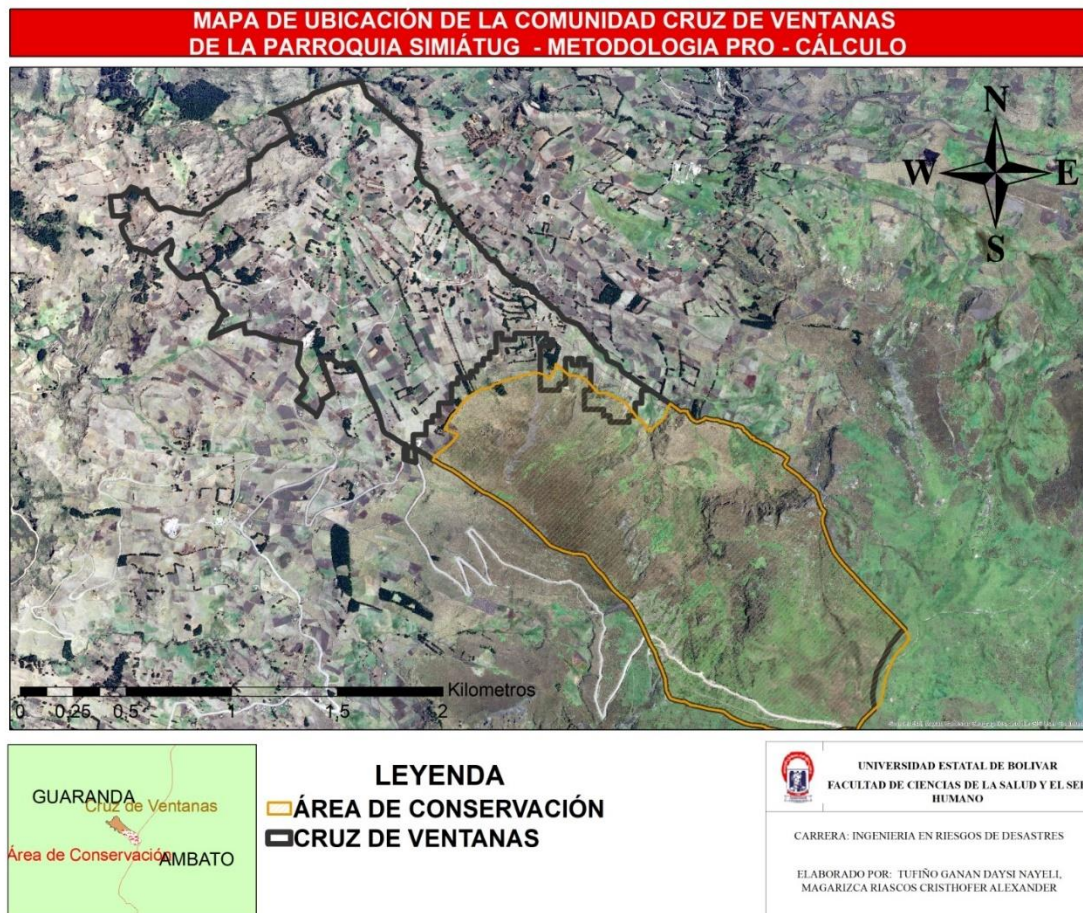 MAPA DE UBICACIÓN DE LA COMUNIDAD CRUZ DE VENTANAS
DE LA PARROQUIA SIMIÁTUG - METODOLOGIA PRO - CÁLCULO
N
W
E
S
Kilometros
0 0,25 0,5 1 1,5 2
GUARANDA
Cruz de Ventanas
Área de Conservación
AMBATO
LEYENDA
ÁREA DE CONSERVACIÓN
CRUZ DE VENTANAS
UNIVERSIDAD ESTATAL DE BOLIVAR
FACULTAD DE CIENCIAS DE LA SALUD Y EL SER
HUMANO
CARRERA: INGENIERIA EN RIESGOS DE DESASTRES
ELABORADO POR: TUFIÑO GANAN DAYSI NAYELI,
MAGARIZCA RIASCOS CRISTHOFER ALEXANDER